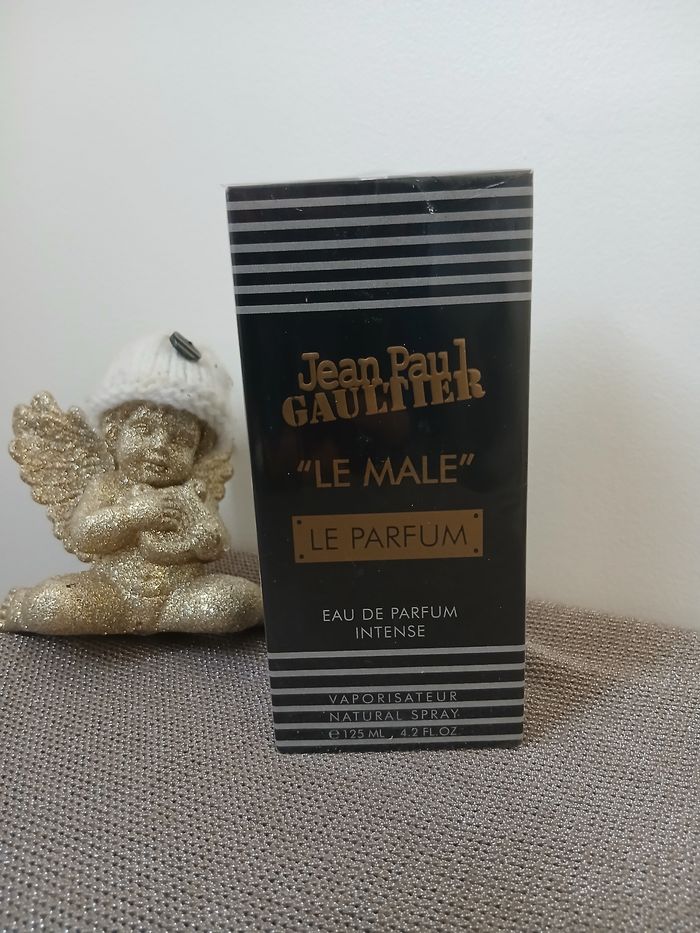 Jean Paul
GAULTIER
"LE MALE"
LE PARFUM
EAU DE PARFUM
INTENSE
VAPORISATEUR
NATURAL SPRAY
℮ 125 ML 4.2 FL.OZ.